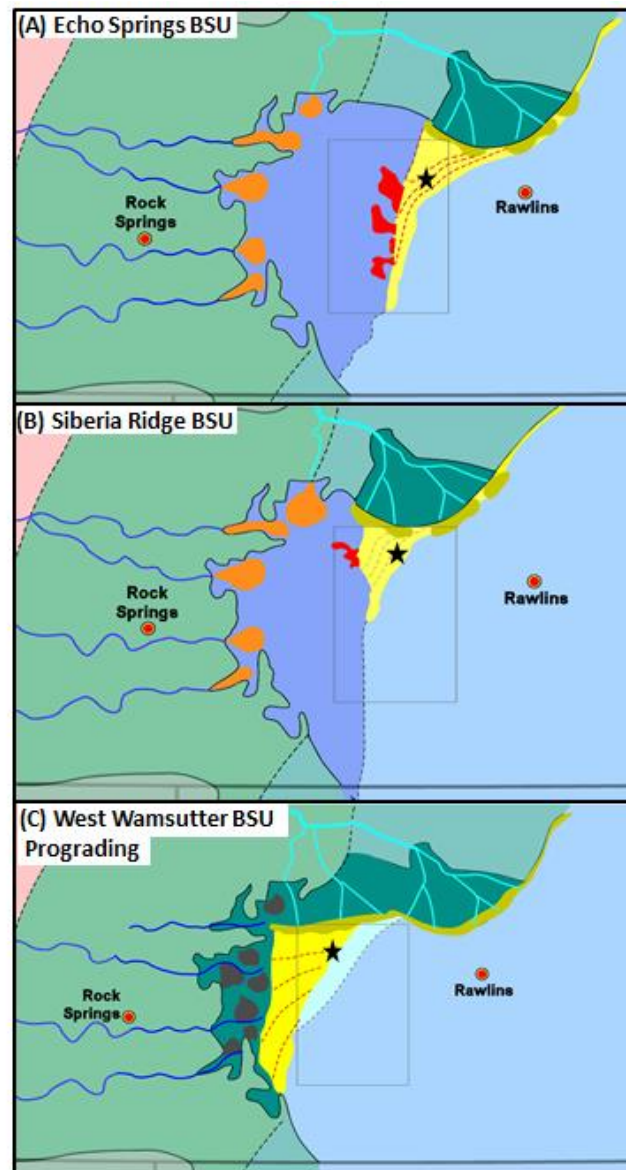 (A) Echo Springs BSU
Rock
Springs
Rawlins
(B) Siberia Ridge BSU
Rock
Springs
Rawlins
(C) West Wamsutter BSU
Prograding
Rock
Springs
Rawlins